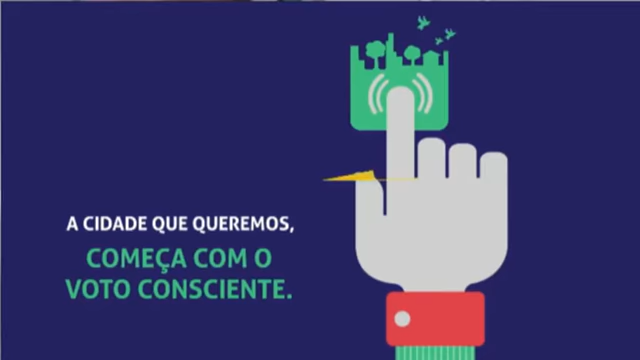 A CIDADE QUE QUEREMOS,
COMEÇA COM O
VOTO CONSCIENTE.